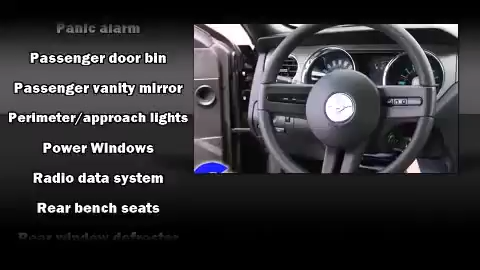 Panic alarm
Passenger door bin
Passenger vanity mirror
Perimeter/approach lights
Power Windows
Radio data system
Rear bench seats
Rear window defroster